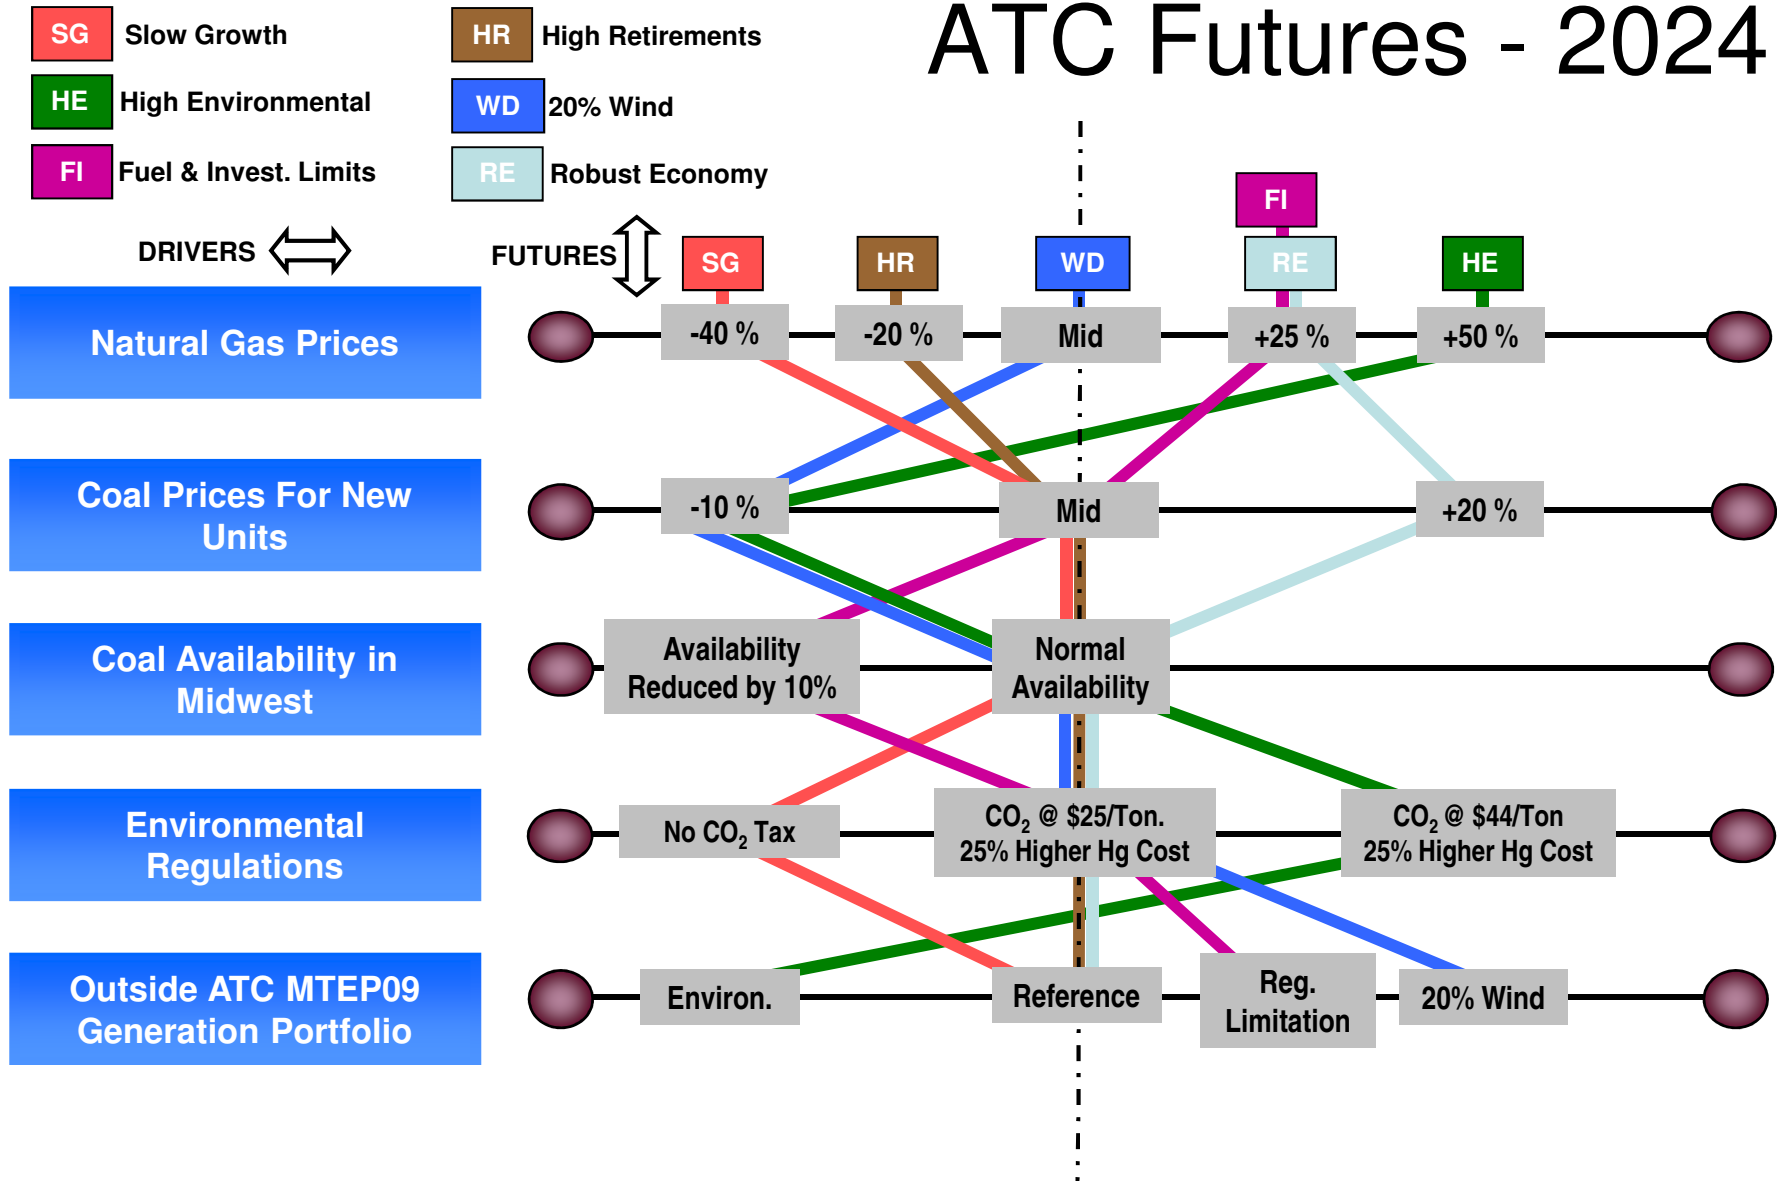 ATC Futures - 2024
SG Slow Growth
HR High Retirements
HE High Environmental
WD 20% Wind
FI Fuel & Invest. Limits
RE Robust Economy
DRIVERS
FUTURES
FI
SG
HR
WD
RE
HE
Natural Gas Prices
-40 %
-20 %
Mid
+25 %
+50 %
Coal Prices For New
Units
-10 %
Mid
+20 %
Coal Availability in
Midwest
Availability
Reduced by 10%
Normal
Availability
Environmental
Regulations
No CO₂ Tax
CO₂ @ $25/Ton.
25% Higher Hg Cost
CO₂ @ $44/Ton
25% Higher Hg Cost
Outside ATC MTEP09
Generation Portfolio
Environ.
Reference
Reg.
Limitation
20% Wind